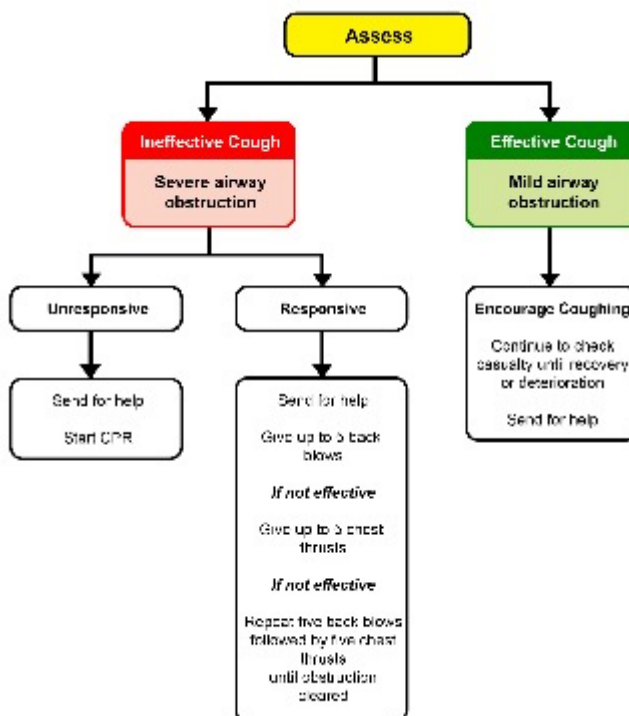 Assess
Ineffective Cough
Severe airway
obstruction
Effective Cough
Mild airway
obstruction
Unresponsive
Responsive
Encourage Coughing
Continue to check
casualty until recovery
or deterioration
Send for help
Send for help
Start CPR
Send for help
Give up to 5 back
blows
If not effective
Give up to 5 chest
thrusts
If not effective
Repeat five back blows
followed by five chest
thrusts
until obstruction
cleared